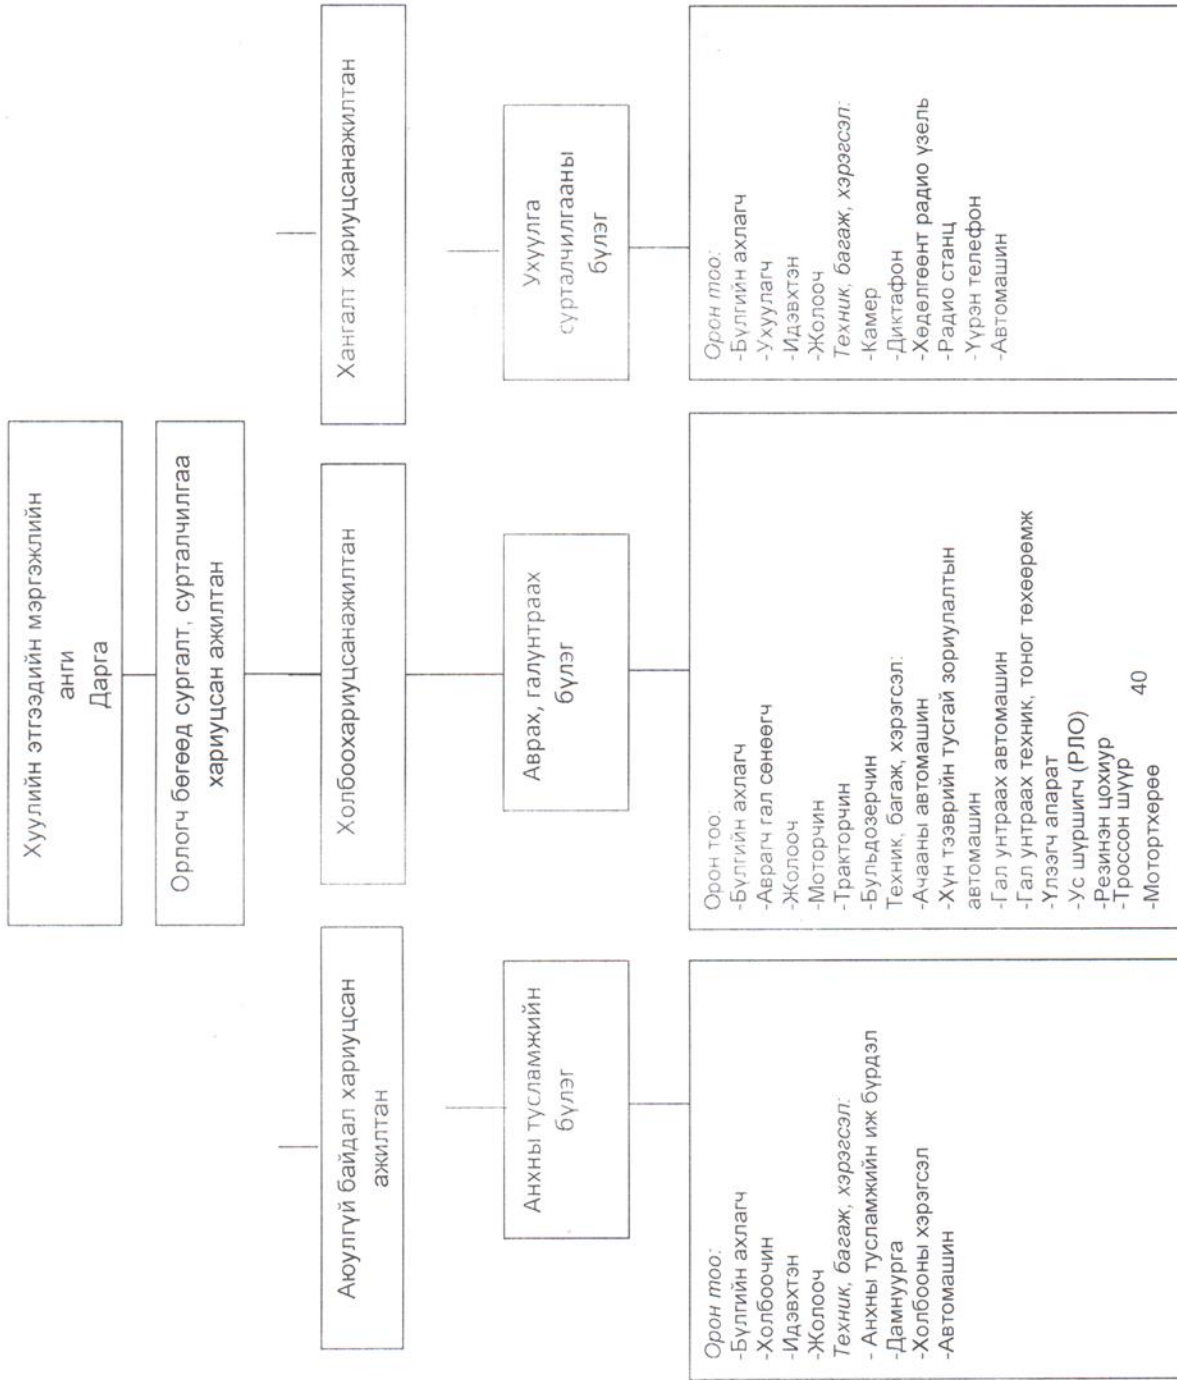 Хуулийн этгээдийн мэргэжлийн
анги
Дарга
Орлогч бөгөөд сургалт, сурталчилгаа
хариуцсан ажилтан
Аюулгүй байдал хариуцсан
ажилтан
Холбоохариуцсанажилтан
Хангалт хариуцсанажилтан
Анхны тусламжийн
бүлэг
Аврах, галунтраах
бүлэг
Ухуулга
сурталчилгааны
бүлэг
Орон тоо:
-Бүлгийн ахлагч
-Холбоочин
-Идэвхтэн
-Жолооч
Техник, багаж, хэрэгсэл:
- Анхны тусламжийн иж бүрдэл
-Дамнуурга
-Холбооны хэрэгсэл
-Автомашин
Орон тоо:
-Бүлгийн ахлагч
-Аврагч гал сөнөөгч
-Жолооч
-Моторчин
-Тракторчин
-Бульдозерчин
Техник, багаж, хэрэгсэл:
-Ачааны автомашин
-Хүн тээврийн тусгай зориулалтын
автомашин
-Гал унтраах автомашин
-Гал унтраах техник, тоног төхөөрөмж
-Үлээгч апарат
-Ус шүршигч (РЛО)
-Резинэн цохиур
-Троссон шүүр
-Мотортхөрөө
40
Орон тоо:
-Бүлгийн ахлагч
-Ухуулагч
-Идэвхтэн
-Жолооч
Техник, багаж, хэрэгсэл:
-Камер
-Диктафон
-Хөдөлгөөнт радио үзель
-Радио станц
-Үүрэн телефон
-Автомашин